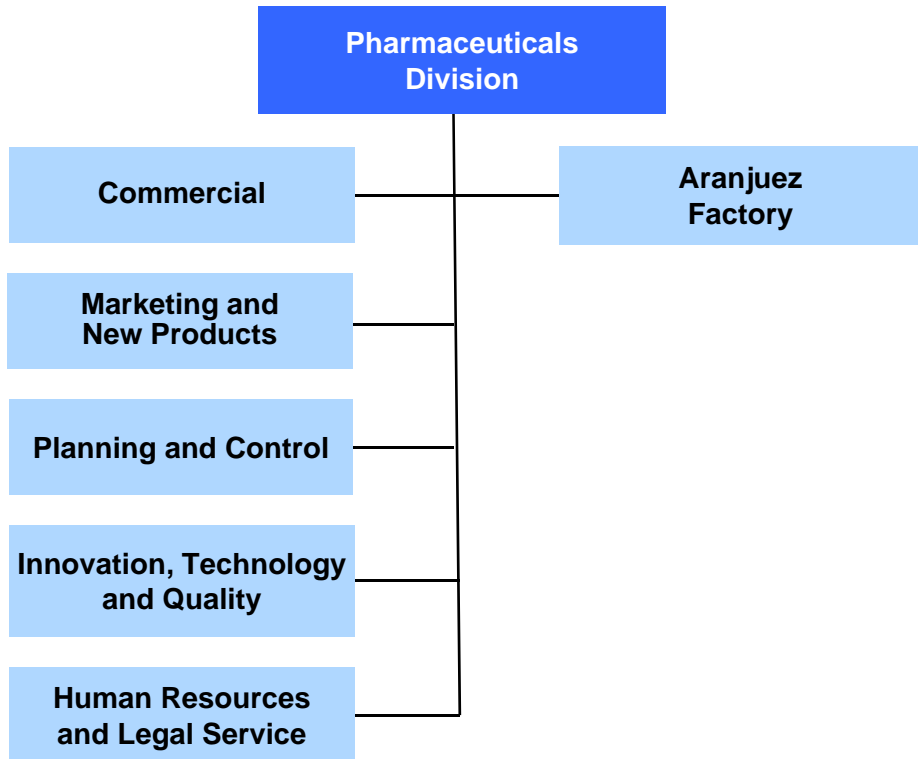 Pharmaceuticals
Division
Commercial
Aranjuez
Factory
Marketing and
New Products
Planning and Control
Innovation, Technology
and Quality
Human Resources
and Legal Service